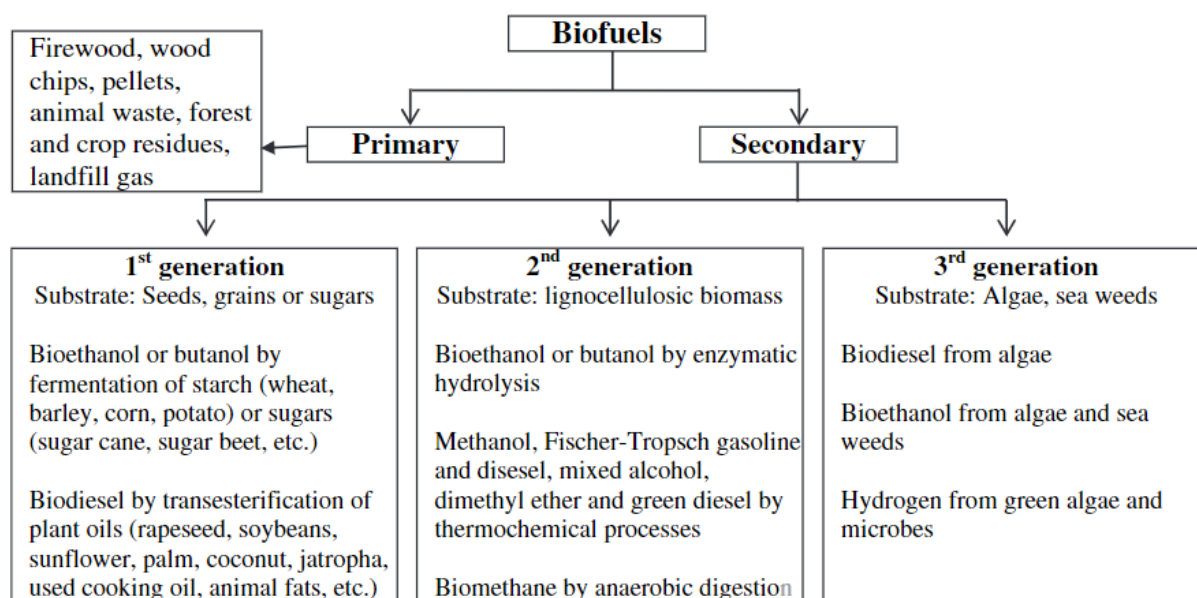 Biofuels
Firewood, wood
chips, pellets,
animal waste, forest
and crop residues,
landfill gas
Primary
Secondary
1st generation
Substrate: Seeds, grains or sugars
Bioethanol or butanol by
fermentation of starch (wheat,
barley, corn, potato) or sugars
(sugar cane, sugar beet, etc.)
Biodiesel by transesterification of
plant oils (rapeseed, soybeans,
sunflower, palm, coconut, jatropha,
used cooking oil, animal fats, etc.)
2nd generation
Substrate: lignocellulosic biomass
Bioethanol or butanol by enzymatic
hydrolysis
Methanol, Fischer-Tropsch gasoline
and disesel, mixed alcohol,
dimethyl ether and green diesel by
thermochemical processes
Biomethane by anaerobic digestion
3rd generation
Substrate: Algae, sea weeds
Biodiesel from algae
Bioethanol from algae and sea
weeds
Hydrogen from green algae and
microbes